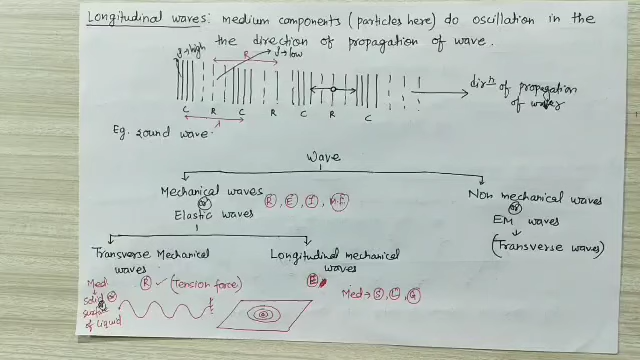 Longitudinal waves: medium components (particles here) do oscillation in the
the direction of propagation of wave.
ρ→high R ρ→low
dirⁿ of propagation
of wave
C R C R C R C
λ
Eg. sound wave
Wave
Mechanical waves
or
Elastic waves
R, E, I, M.F
Non mechanical waves
or
EM waves
(Transverse waves)
Transverse Mechanical
waves
Longitudinal mechanical
waves
Med
solid or
surface
of liquid
R ✓ (Tension force)
E
Med → S, L, G